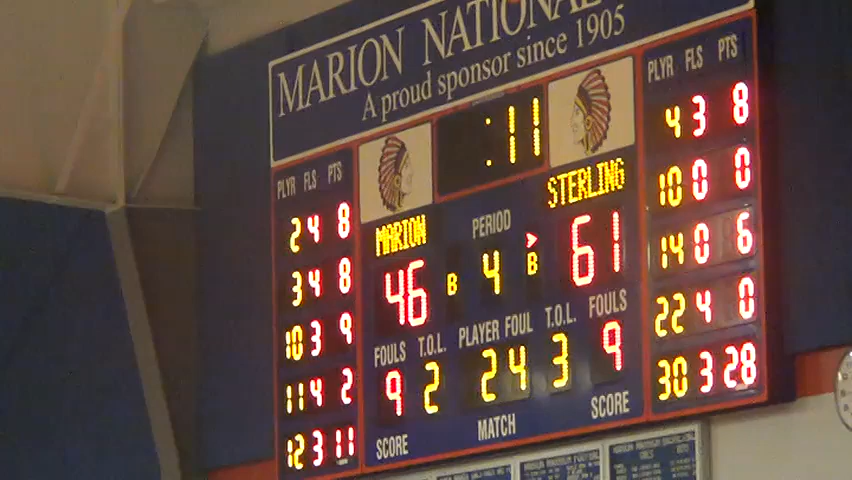 MARION NATIONAL
A proud sponsor since 1905
PLYR FLS PTS
2 4 8
3 4 8
10 3 9
11 4 2
12 3 11
:11
MARION
STERLING
PERIOD
46 B 4 B 61
FOULS T.O.L. PLAYER FOUL T.O.L. FOULS
9 2 24 3 9
SCORE MATCH SCORE
PLYR FLS PTS
4 3 8
10 0 0
14 0 6
22 4 0
30 3 28